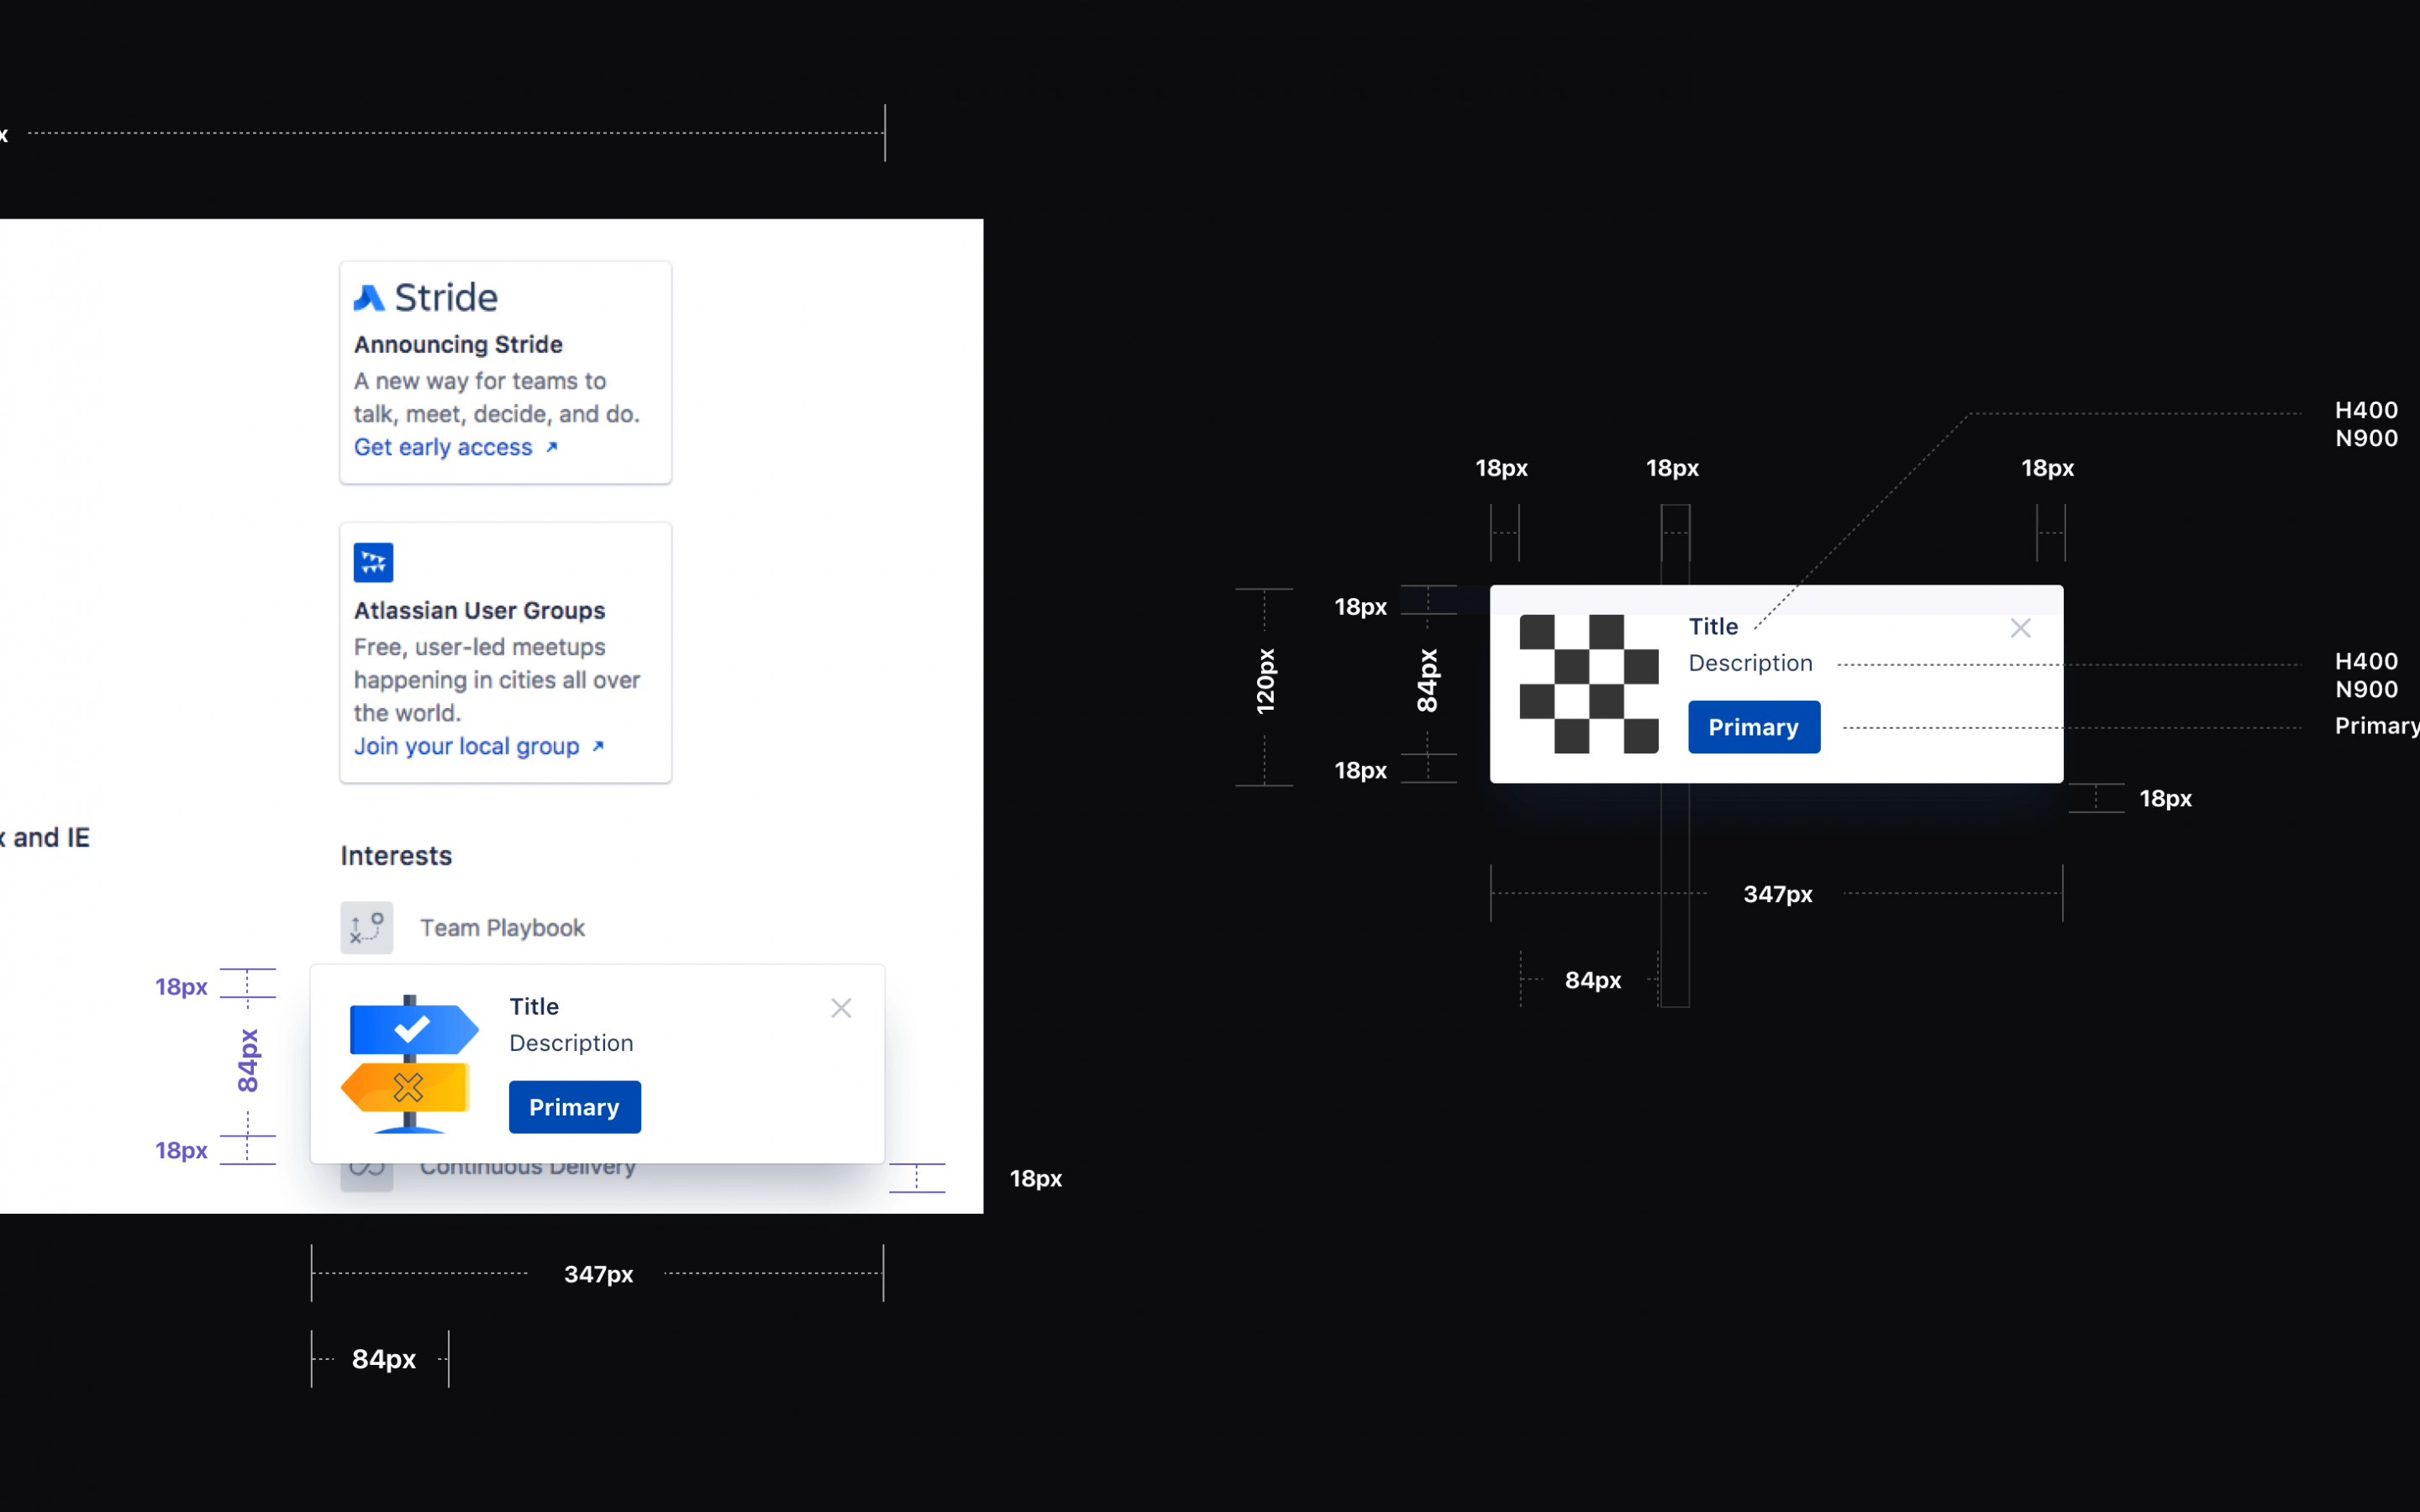 x
Stride
Announcing Stride
A new way for teams to
talk, meet, decide, and do.
Get early access
Atlassian User Groups
Free, user-led meetups
happening in cities all over
the world.
Join your local group
x and IE
Interests
Team Playbook
18px
84px
18px
Title
Description
Primary
Continuous Delivery
18px
347px
84px
H400
N900
18px
18px
18px
120px
18px
84px
18px
Title
Description
Primary
H400
N900
Primary
18px
347px
84px